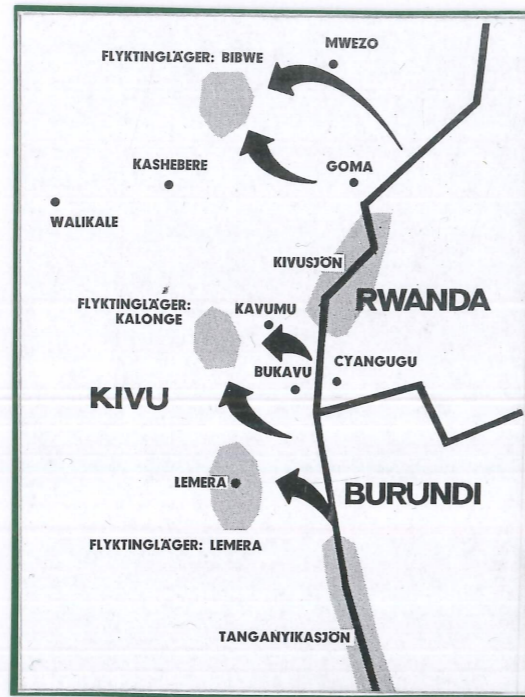 MWEZO
FLYKTINGLÄGER: BIBWE
KASHEBERE
GOMA
WALIKALE
KIVUSJÖN
RWANDA
FLYKTINGLÄGER:
KALONGE
KAVUMU
CYANGUGU
BUKAVU
KIVU
LEMERA
BURUNDI
FLYKTINGLÄGER: LEMERA
TANGANYIKASJÖN